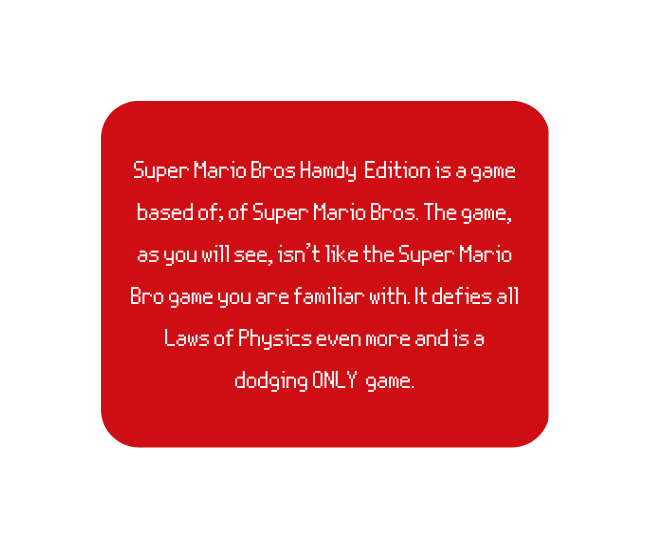 Super Mario Bros Hamdy Edition is a game
based of; of Super Mario Bros. The game,
as you will see, isn't like the Super Mario
Bro game you are familiar with. It defies all
Laws of Physics even more and is a
dodging ONLY game.